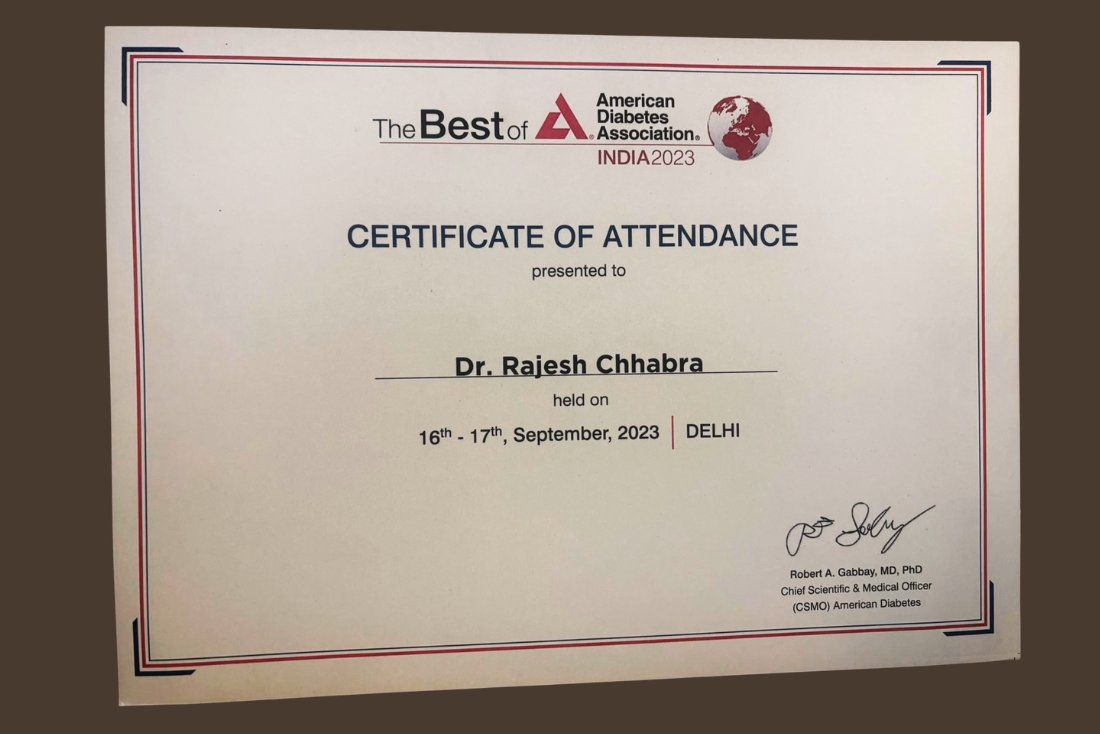 The Best of American
Diabetes
Association®
INDIA2023
CERTIFICATE OF ATTENDANCE
presented to
Dr. Rajesh Chhabra
held on
16th - 17th, September, 2023 | DELHI
Robert A. Gabbay, MD, PhD
Chief Scientific & Medical Officer
(CSMO) American Diabetes